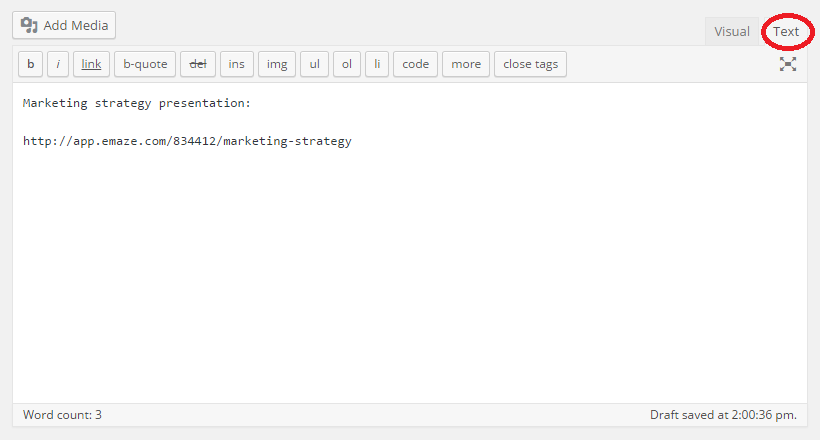 Add Media
Visual Text
b i link b-quote del ins img ul ol li code more close tags
Marketing strategy presentation:
http://app.emaze.com/834412/marketing-strategy
Word count: 3 Draft saved at 2:00:36 pm.